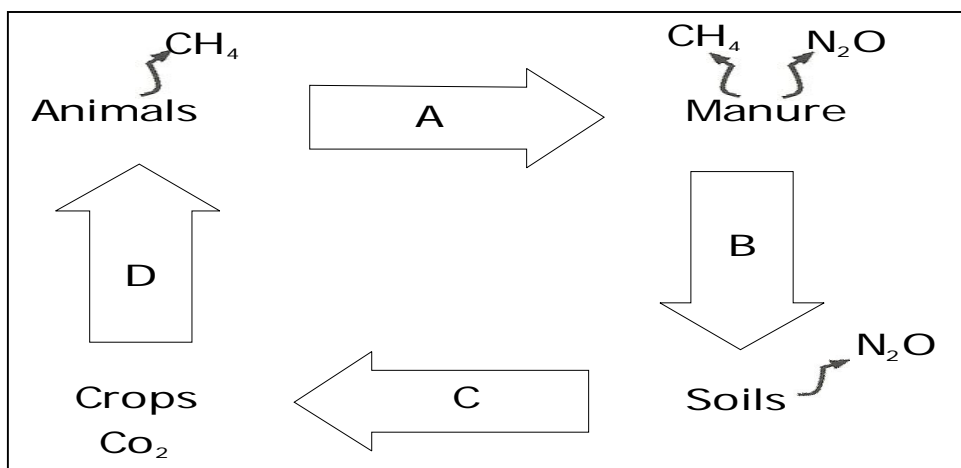 CH₄
CH₄ N₂O
Animals
A
Manure
D
B
N₂O
Crops
C
Soils
Co₂